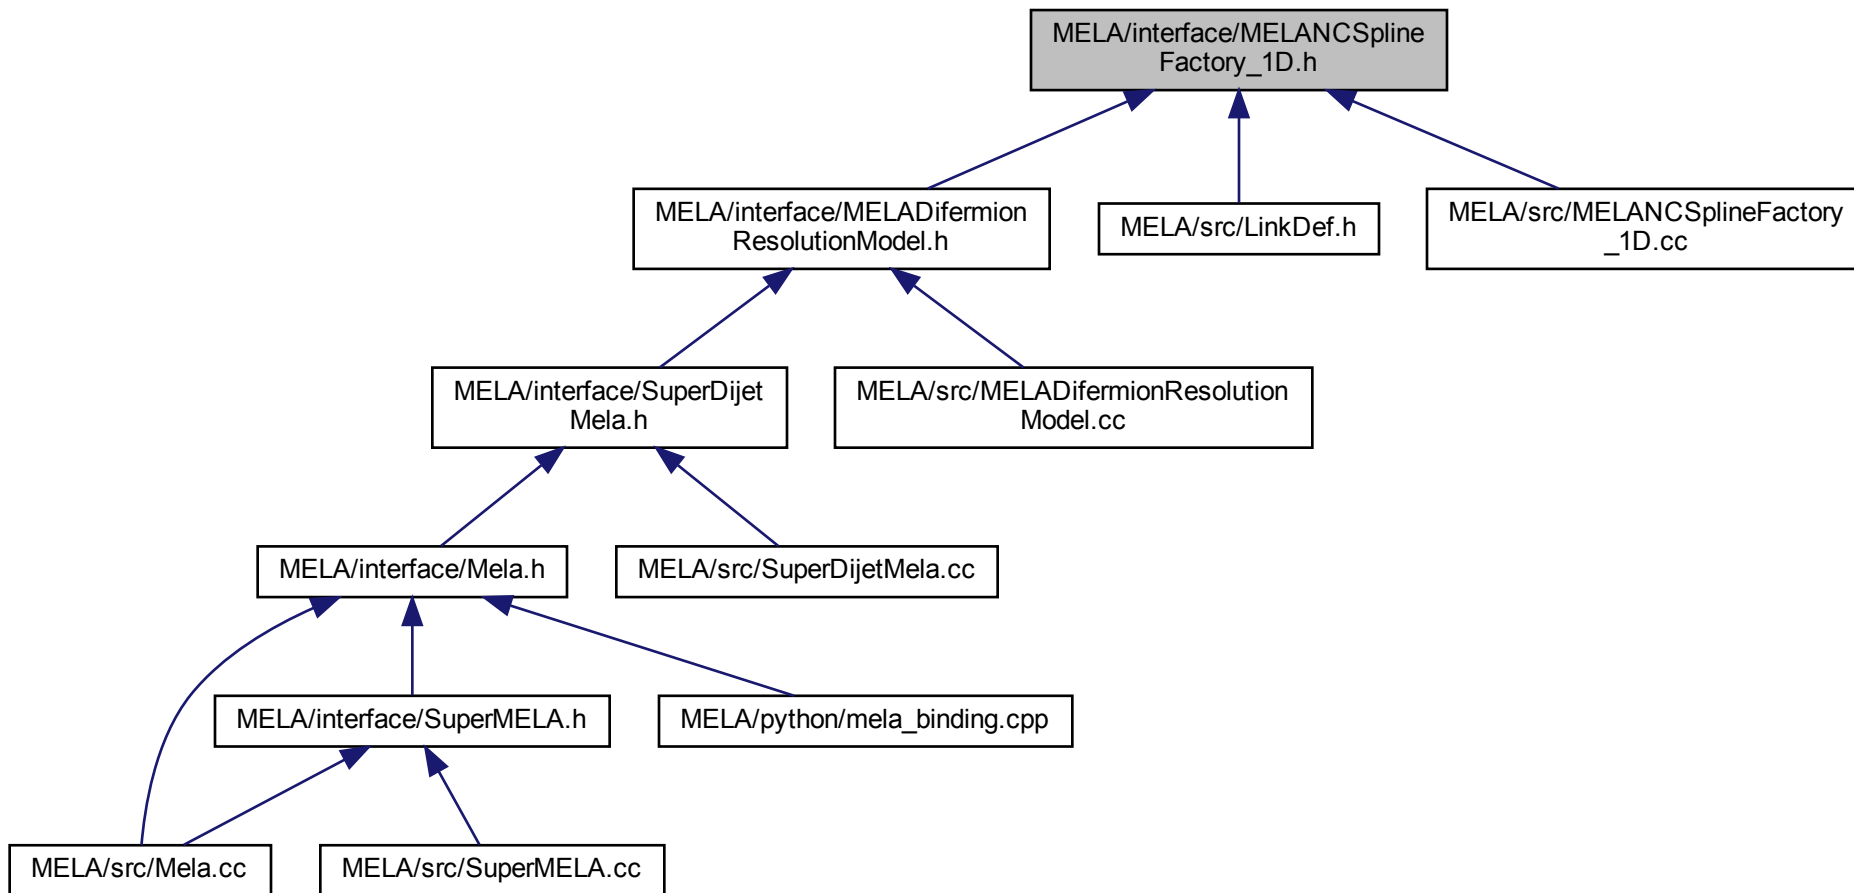 MELA/interface/MELANCSpline
Factory_1D.h
MELA/interface/MELADifermion
ResolutionModel.h
MELA/src/LinkDef.h
MELA/src/MELANCSplineFactory
_1D.cc
MELA/interface/SuperDijet
Mela.h
MELA/src/MELADifermionResolution
Model.cc
MELA/interface/Mela.h
MELA/src/SuperDijetMela.cc
MELA/interface/SuperMELA.h
MELA/python/mela_binding.cpp
MELA/src/Mela.cc
MELA/src/SuperMELA.cc